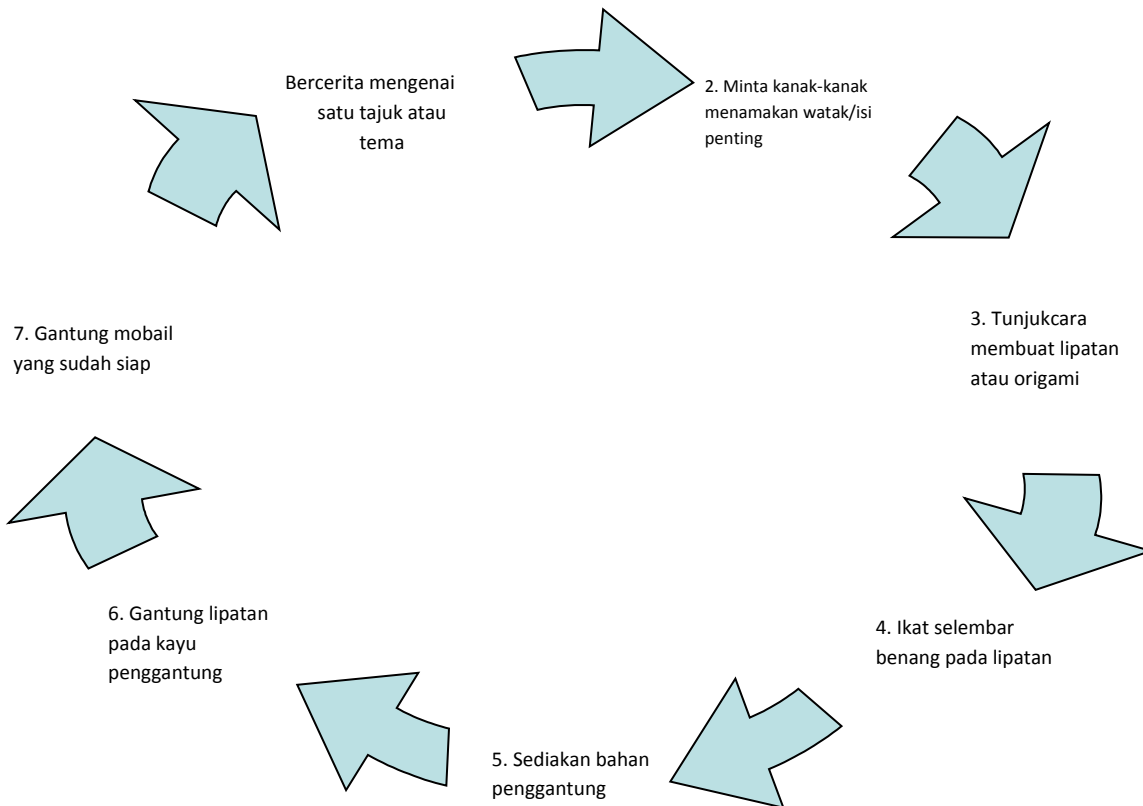 Bercerita mengenai
satu tajuk atau
tema
2. Minta kanak-kanak
menamakan watak/isi
penting
3. Tunjukcara
membuat lipatan
atau origami
4. Ikat selembar
benang pada lipatan
5. Sediakan bahan
penggantung
6. Gantung lipatan
pada kayu
penggantung
7. Gantung mobail
yang sudah siap